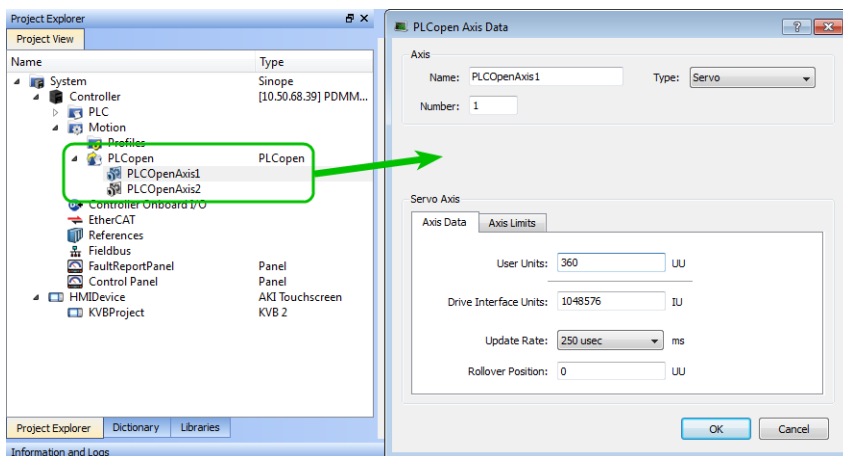 Project Explorer
Project View
Name Type
System Sinope
Controller [10.50.68.39] PDMM...
PLC
Motion
Profiles
PLCopen PLCopen
PLCOpenAxis1
PLCOpenAxis2
Controller Onboard I/O
EtherCAT
References
Fieldbus
FaultReportPanel Panel
Control Panel Panel
HMIDevice AKI Touchscreen
KVBProject KVB 2
Project Explorer Dictionary Libraries
Information and Logs
PLCopen Axis Data
Axis
Name: PLCOpenAxis1 Type: Servo
Number: 1
Servo Axis
Axis Data Axis Limits
User Units: 360 UU
Drive Interface Units: 1048576 IU
Update Rate: 250 usec ms
Rollover Position: 0 UU
OK Cancel